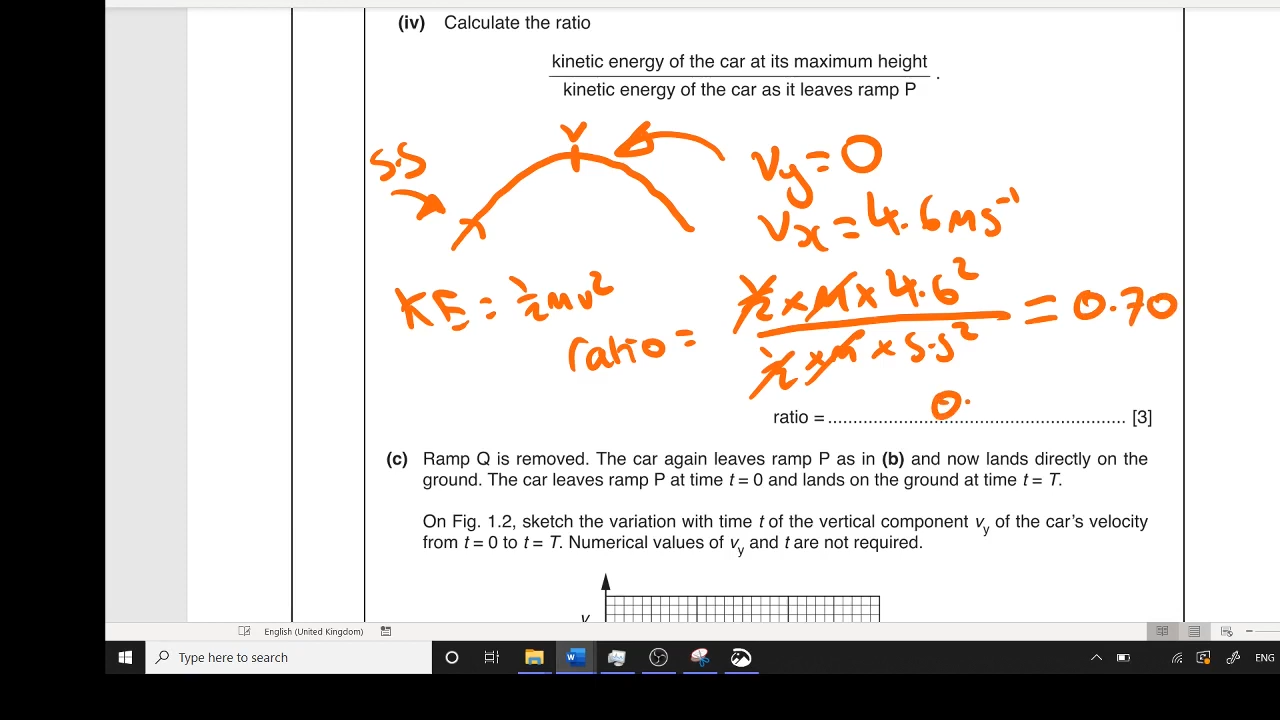 (iv) Calculate the ratio
kinetic energy of the car at its maximum height
kinetic energy of the car as it leaves ramp P
.
v
5.5
vy = 0
vx = 4.6 ms⁻¹
KE = ½mv²
ratio = ½ × m × 4.6² = 0.70
½ × m × 5.5²
0.
ratio = ........................................................... [3]
(c) Ramp Q is removed. The car again leaves ramp P as in (b) and now lands directly on the
ground. The car leaves ramp P at time t = 0 and lands on the ground at time t = T.
On Fig. 1.2, sketch the variation with time t of the vertical component vy of the car's velocity
from t = 0 to t = T. Numerical values of vy and t are not required.
v
English (United Kingdom)
Type here to search
ENG